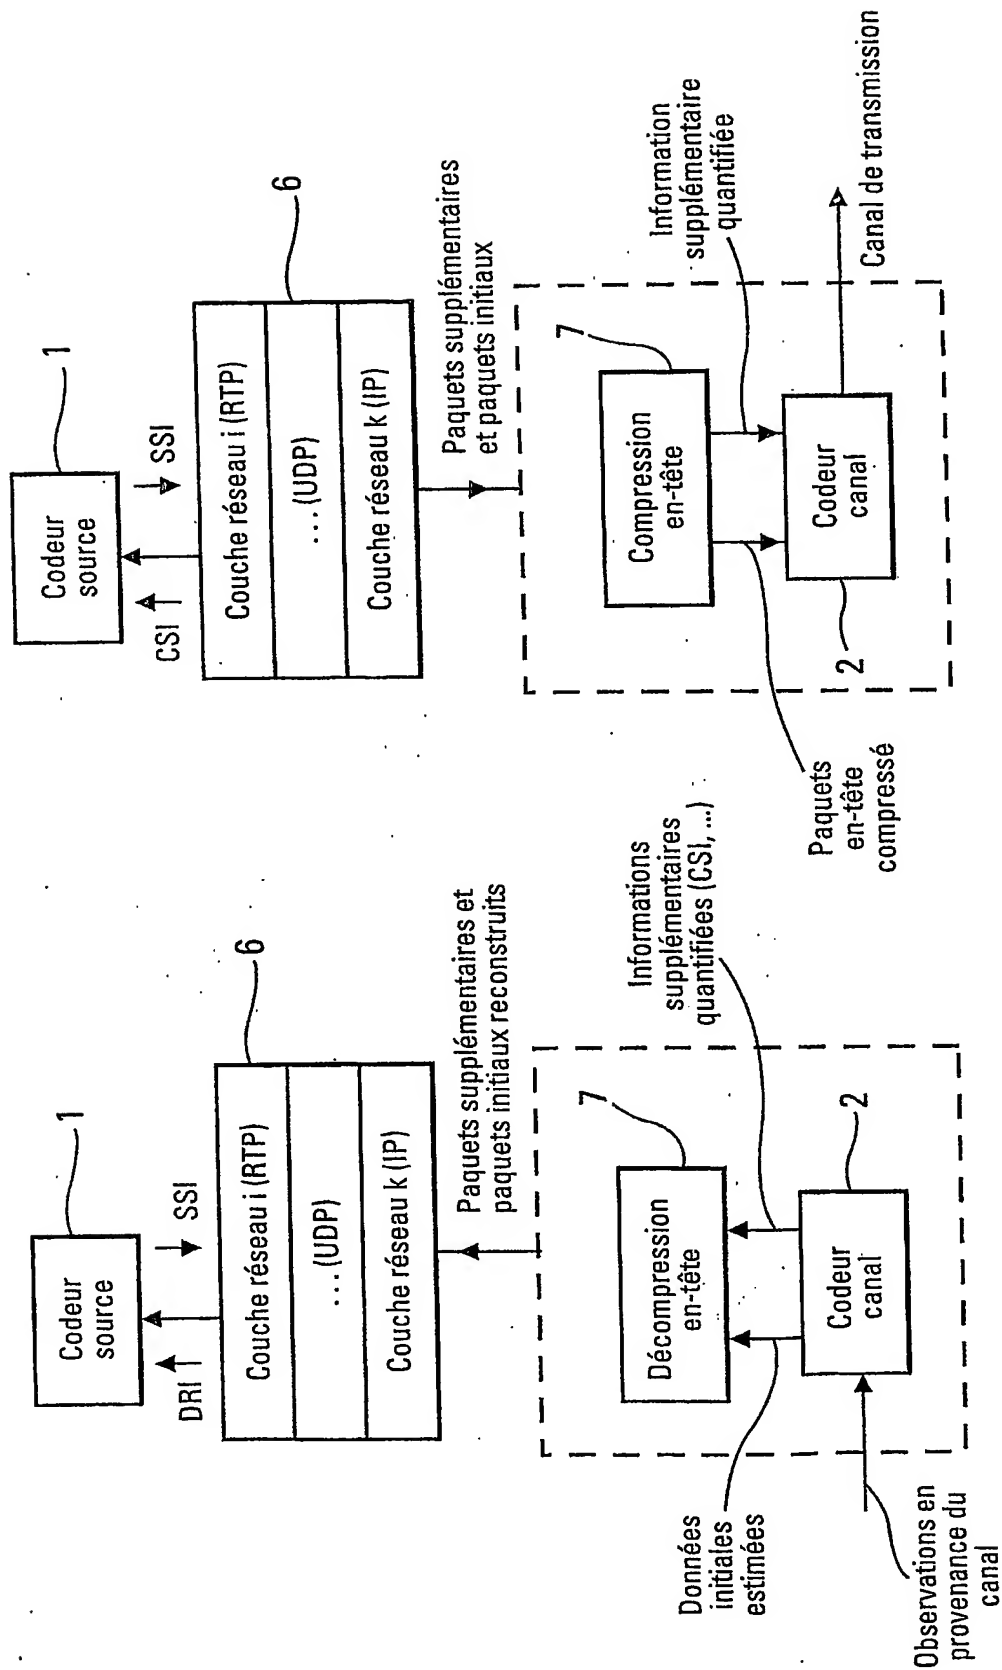 1
Codeur
source
DRI
SSI
6
Couche réseau i (RTP)
... (UDP)
Couche réseau k (IP)
Paquets supplémentaires et
paquets initiaux reconstruits
7
Décompression
en-tête
Informations
supplémentaires
quantifiées (CSI, ...)
Données
initiales
estimées
2
Codeur
canal
Observations en
provenance du
canal
1
Codeur
source
CSI
SSI
6
Couche réseau i (RTP)
... (UDP)
Couche réseau k (IP)
Paquets supplémentaires
et paquets initiaux
7
Compression
en-tête
Information
supplémentaire
quantifiée
Paquets
en-tête
compressé
2
Codeur
canal
Canal de transmission